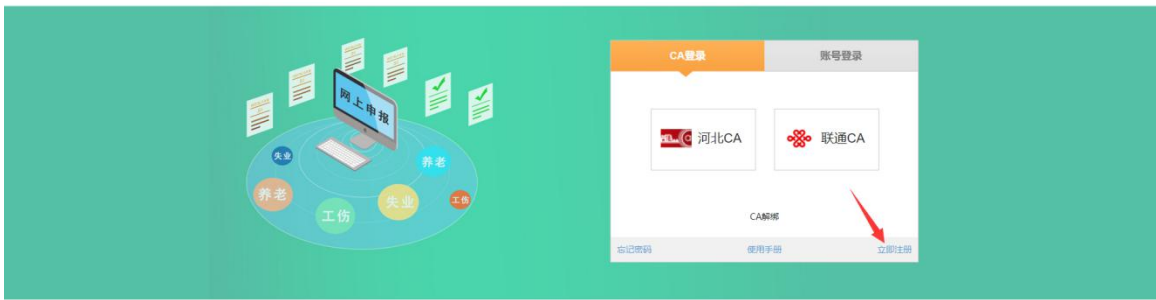 CA登录
账号登录
网上申报
河北CA
联通CA
失业
养老
养老
失业
工伤
工伤
CA解绑
忘记密码
使用手册
立即注册